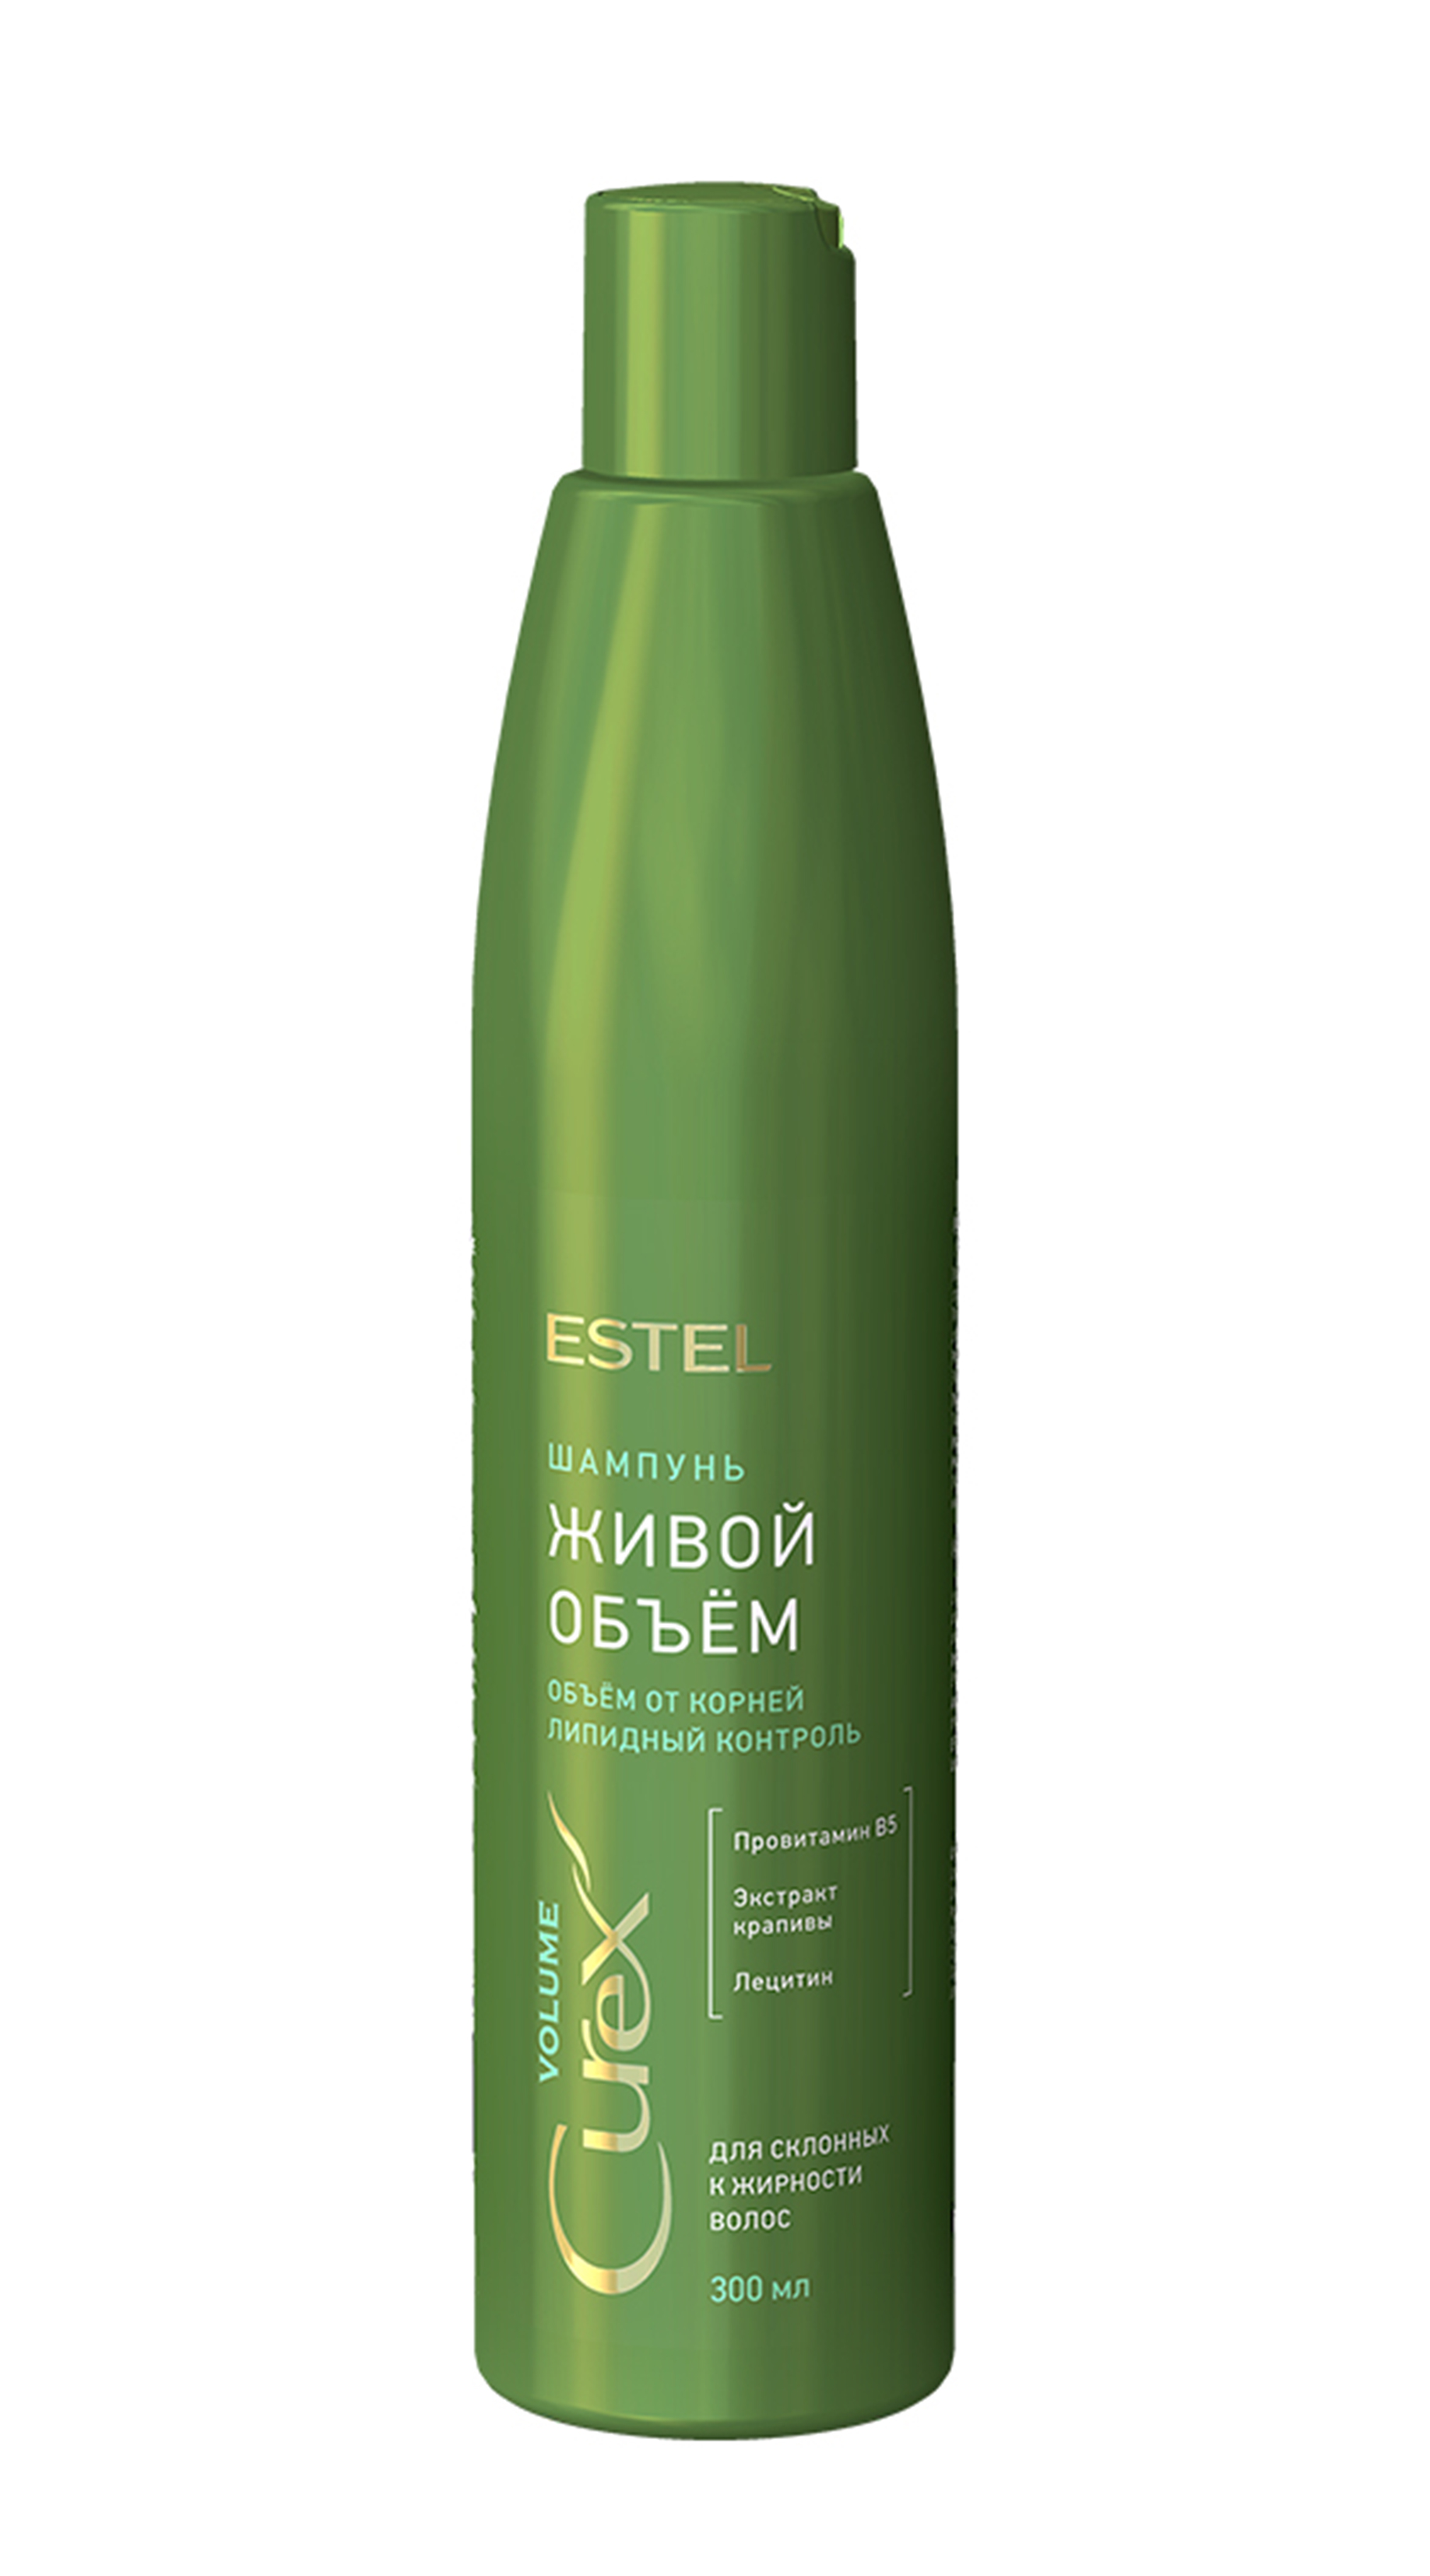 ESTEL
ШАМПУНЬ
ЖИВОЙ
ОБЪЁМ
ОБЪЁМ ОТ КОРНЕЙ
ЛИПИДНЫЙ КОНТРОЛЬ
Провитамин B5
Экстракт
крапивы
Лецитин
VOLUME
Curex
ДЛЯ СКЛОННЫХ
К ЖИРНОСТИ
ВОЛОС
300 мл